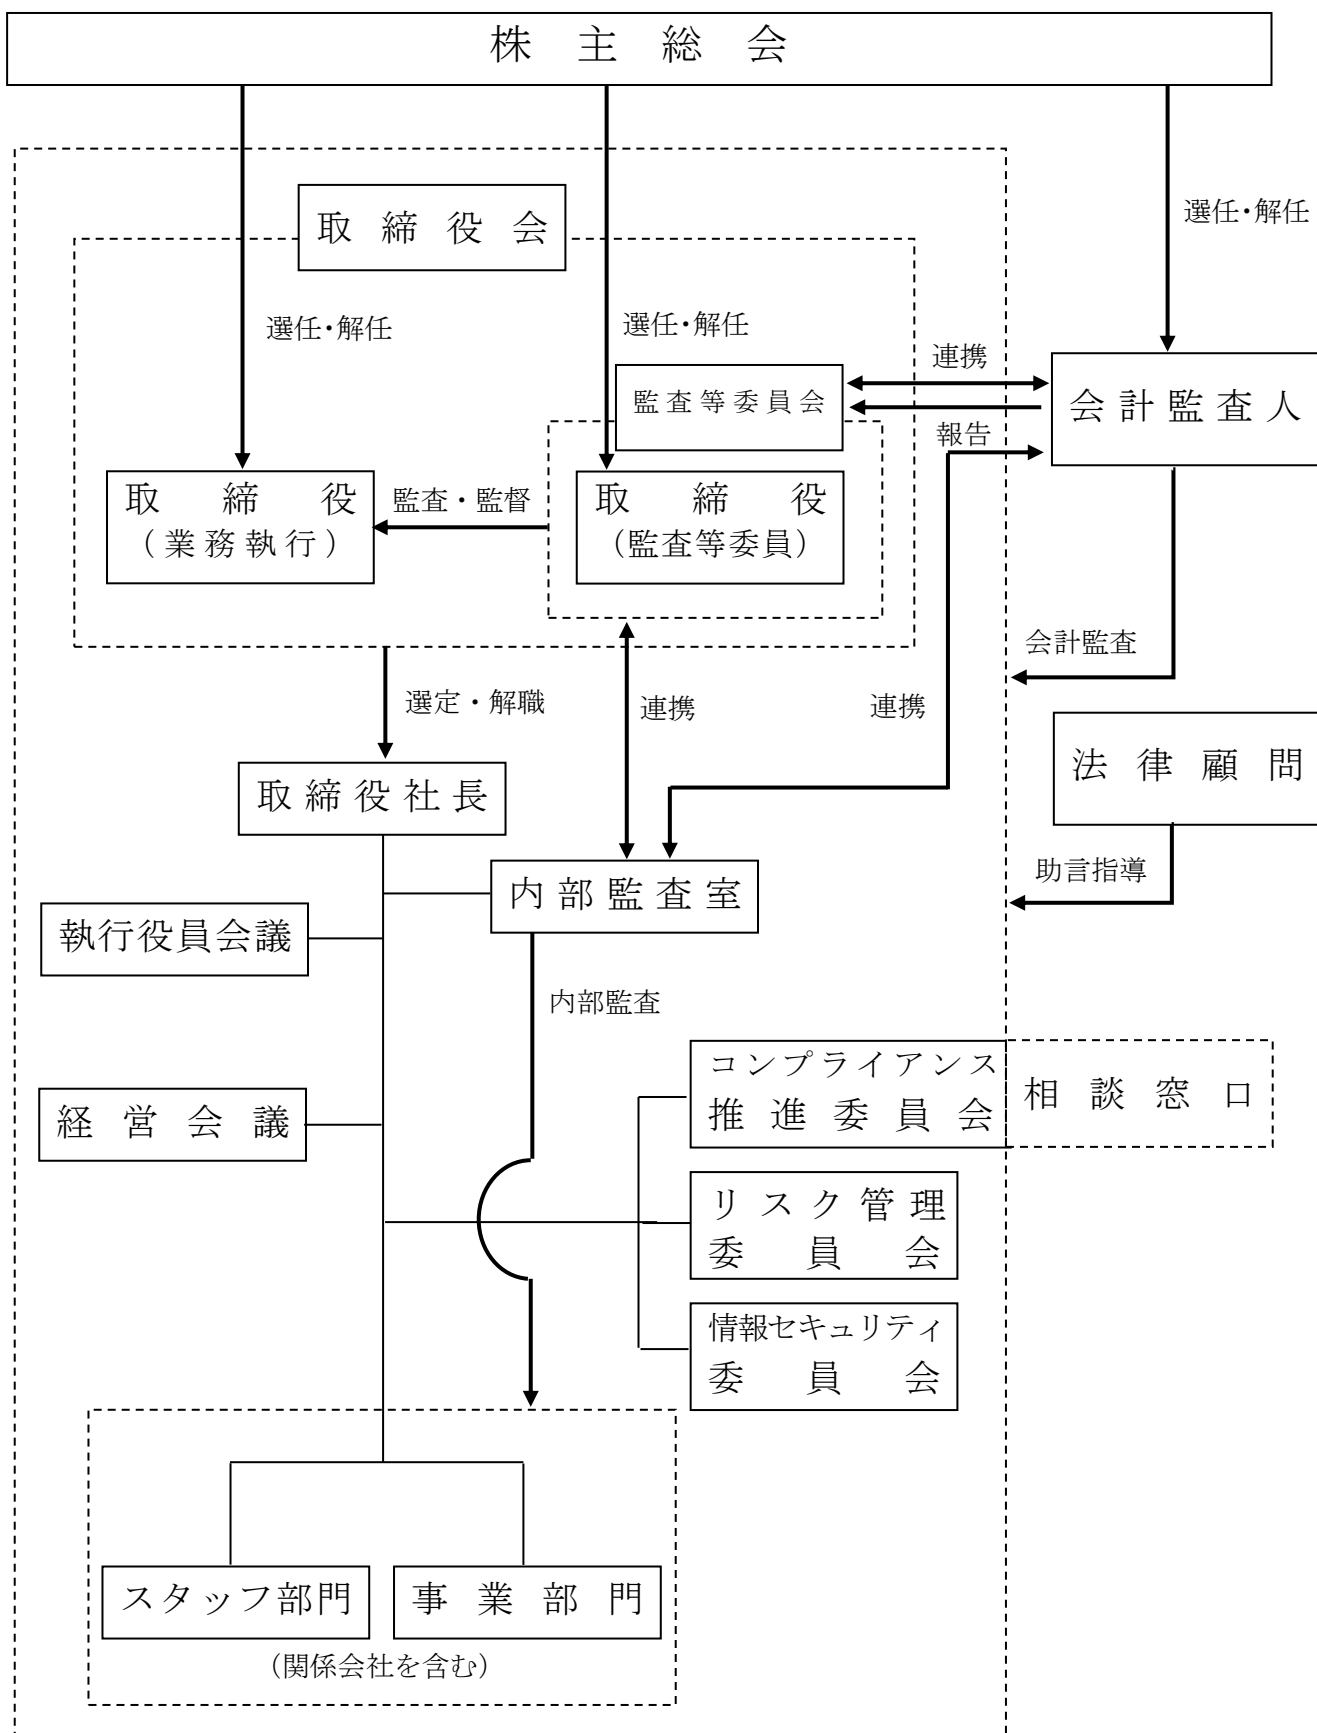 株主総会
取締役会
選任・解任
選任・解任
選任・解任
連携
監査等委員会
会計監査人
報告
取締役
（業務執行）
監査・監督
取締役
（監査等委員）
会計監査
選定・解職
連携
連携
法律顧問
取締役社長
助言指導
内部監査室
執行役員会議
内部監査
コンプライアンス
推進委員会
相談窓口
経営会議
リスク管理
委員会
情報セキュリティ
委員会
スタッフ部門
事業部門
（関係会社を含む）